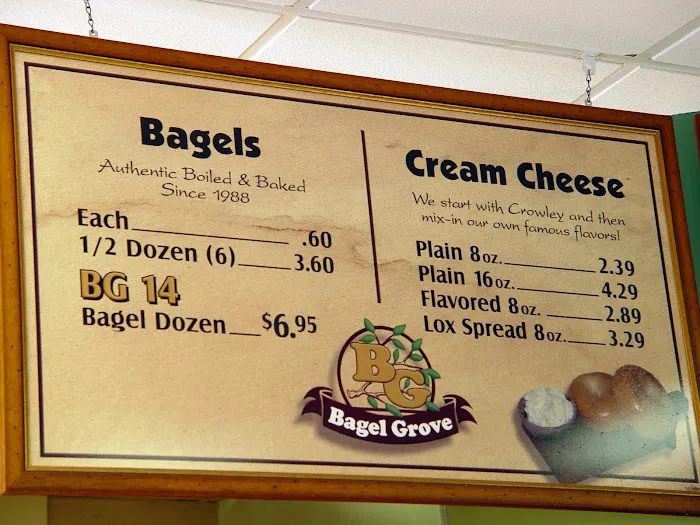 Bagels
Authentic Boiled & Baked
Since 1988
Each .60
1/2 Dozen (6) 3.60
BG 14
Bagel Dozen $6.95
Cream Cheese
We start with Crowley and then
mix-in our own famous flavors!
Plain 8oz. 2.39
Plain 16oz. 4.29
Flavored 8oz. 2.89
Lox Spread 8oz. 3.29
BG
Bagel Grove